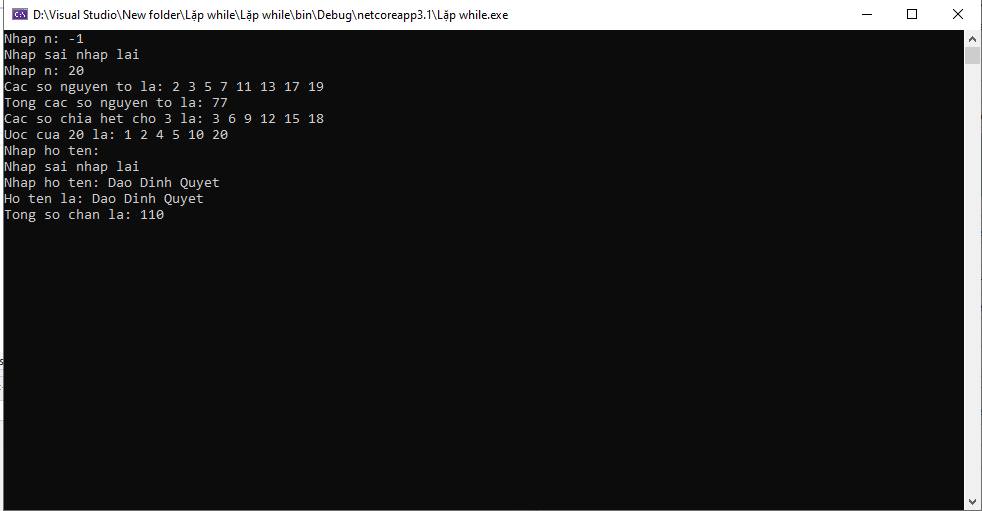 D:\Visual Studio\New folder\Lặp while\Lặp while\bin\Debug\netcoreapp3.1\Lặp while.exe
Nhap n: -1
Nhap sai nhap lai
Nhap n: 20
Cac so nguyen to la: 2 3 5 7 11 13 17 19
Tong cac so nguyen to la: 77
Cac so chia het cho 3 la: 3 6 9 12 15 18
Uoc cua 20 la: 1 2 4 5 10 20
Nhap ho ten:
Nhap sai nhap lai
Nhap ho ten: Dao Dinh Quyet
Ho ten la: Dao Dinh Quyet
Tong so chan la: 110